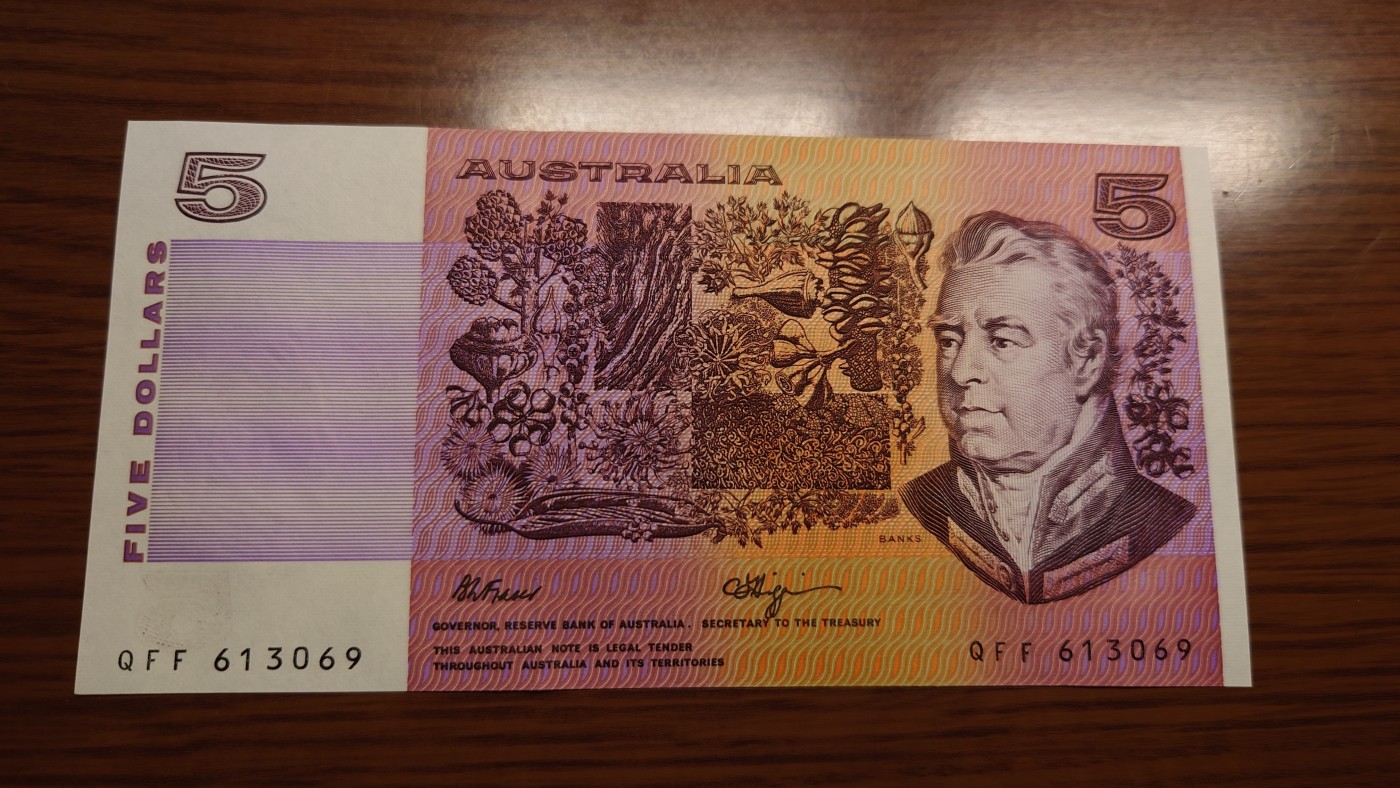 5
AUSTRALIA
5
FIVE DOLLARS
BANKS
GOVERNOR, RESERVE BANK OF AUSTRALIA. SECRETARY TO THE TREASURY
THIS AUSTRALIAN NOTE IS LEGAL TENDER
THROUGHOUT AUSTRALIA AND ITS TERRITORIES
QFF 613069
QFF 613069